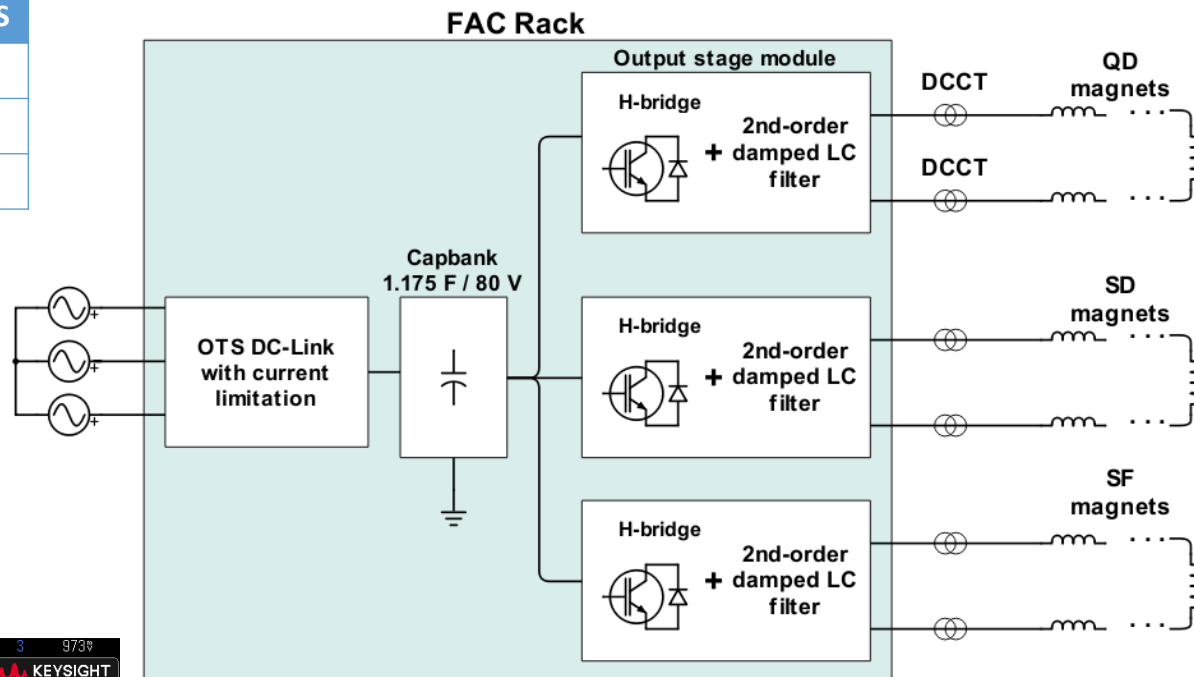 S
FAC Rack
Output stage module
H-bridge
2nd-order
+ damped LC
filter
DCCT
DCCT
QD
magnets
Capbank
1.175 F / 80 V
OTS DC-Link
with current
limitation
+
+
+
H-bridge
2nd-order
+ damped LC
filter
SD
magnets
H-bridge
2nd-order
+ damped LC
filter
SF
magnets
3 973
KEYSIGHT